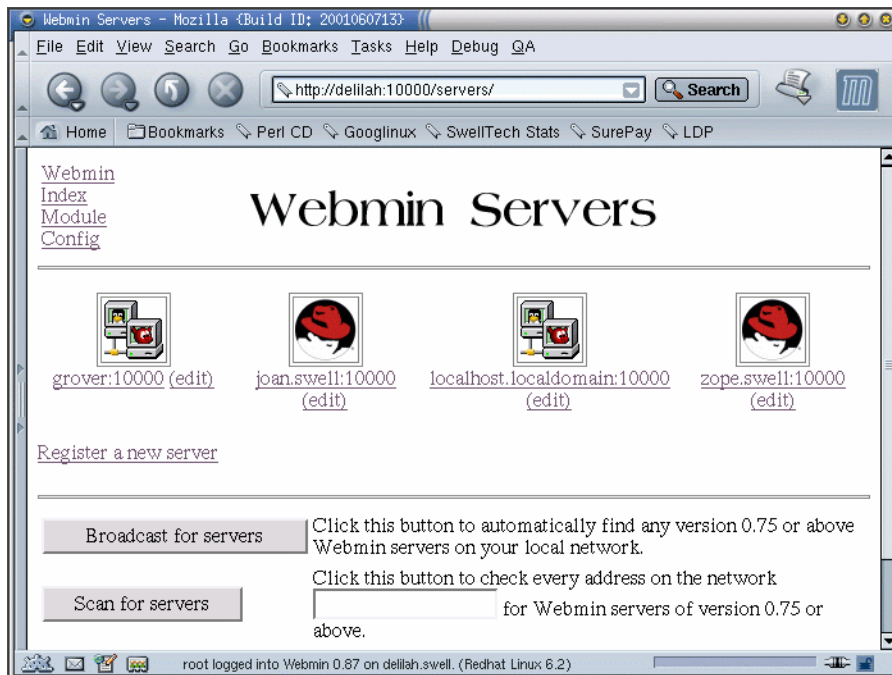 Webmin Servers - Mozilla {Build ID: 2001060713}
File Edit View Search Go Bookmarks Tasks Help Debug QA
http://delilah:10000/servers/ Search
Home Bookmarks Perl CD Googlinux SwellTech Stats SurePay LDP
Webmin
Index
Module
Config
Webmin Servers
grover:10000 (edit)
joan.swell:10000
(edit)
localhost.localdomain:10000
(edit)
zope.swell:10000
(edit)
Register a new server
Broadcast for servers
Click this button to automatically find any version 0.75 or above
Webmin servers on your local network.
Scan for servers
Click this button to check every address on the network
for Webmin servers of version 0.75 or
above.
root logged into Webmin 0.87 on delilah.swell. (Redhat Linux 6.2)